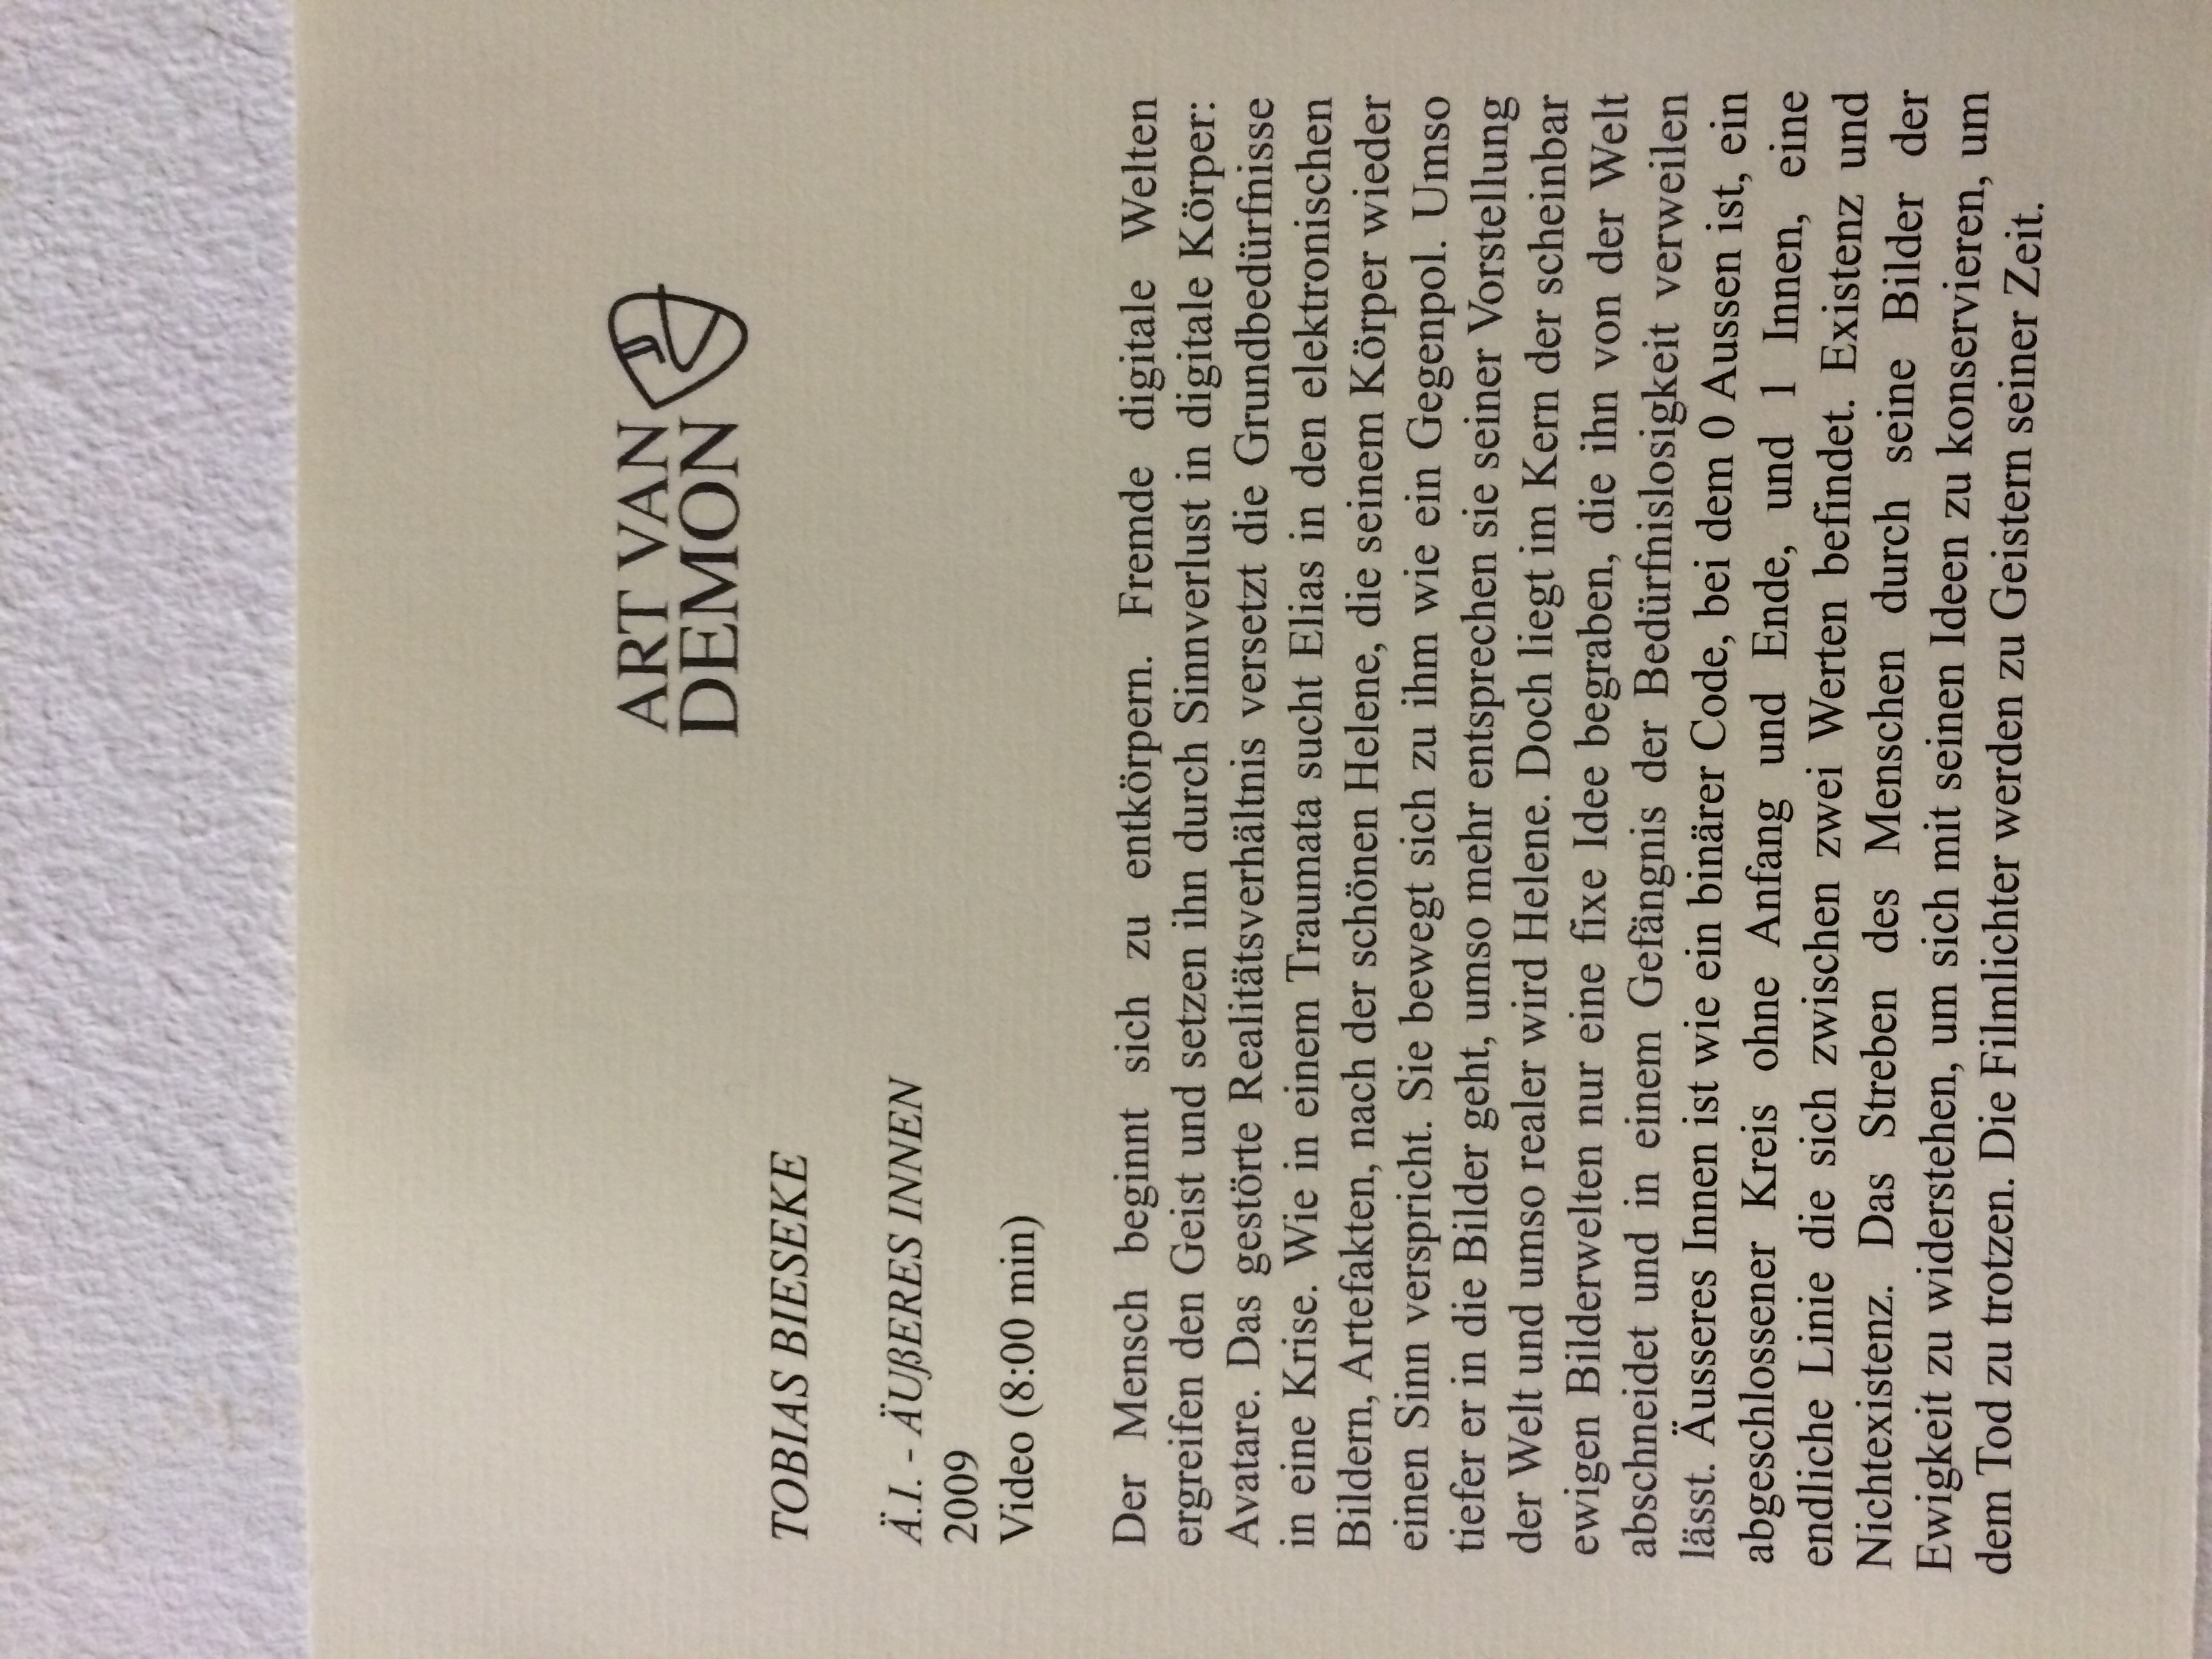 ART VAN
DEMON
TOBIAS BIESEKE
Ä.I. - ÄUßERES INNEN
2009
Video (8:00 min)
Der Mensch beginnt sich zu entkörpern. Fremde digitale Welten
ergreifen den Geist und setzen ihn durch Sinnverlust in digitale Körper:
Avatare. Das gestörte Realitätsverhältnis versetzt die Grundbedürfnisse
in eine Krise. Wie in einem Traumata sucht Elias in den elektronischen
Bildern, Artefakten, nach der schönen Helene, die seinem Körper wieder
einen Sinn verspricht. Sie bewegt sich zu ihm wie ein Gegenpol. Umso
tiefer er in die Bilder geht, umso mehr entsprechen sie seiner Vorstellung
der Welt und umso realer wird Helene. Doch liegt im Kern der scheinbar
ewigen Bilderwelten nur eine fixe Idee begraben, die ihn von der Welt
abschneidet und in einem Gefängnis der Bedürfnislosigkeit verweilen
lässt. Äusseres Innen ist wie ein binärer Code, bei dem 0 Aussen ist, ein
abgeschlossener Kreis ohne Anfang und Ende, und 1 Innen, eine
endliche Linie die sich zwischen zwei Werten befindet. Existenz und
Nichtexistenz. Das Streben des Menschen durch seine Bilder der
Ewigkeit zu widerstehen, um sich mit seinen Ideen zu konservieren, um
dem Tod zu trotzen. Die Filmlichter werden zu Geistern seiner Zeit.